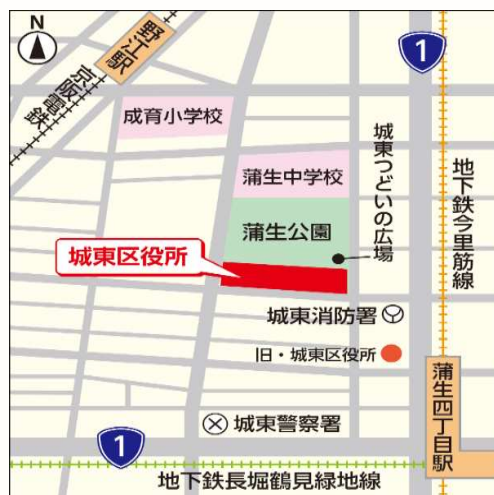 N
野江駅
京阪電鉄
1
成育小学校
蒲生中学校
城東つどいの広場
地下鉄今里筋線
蒲生公園
城東区役所
城東消防署
旧・城東区役所
蒲生四丁目駅
城東警察署
1
地下鉄長堀鶴見緑地線